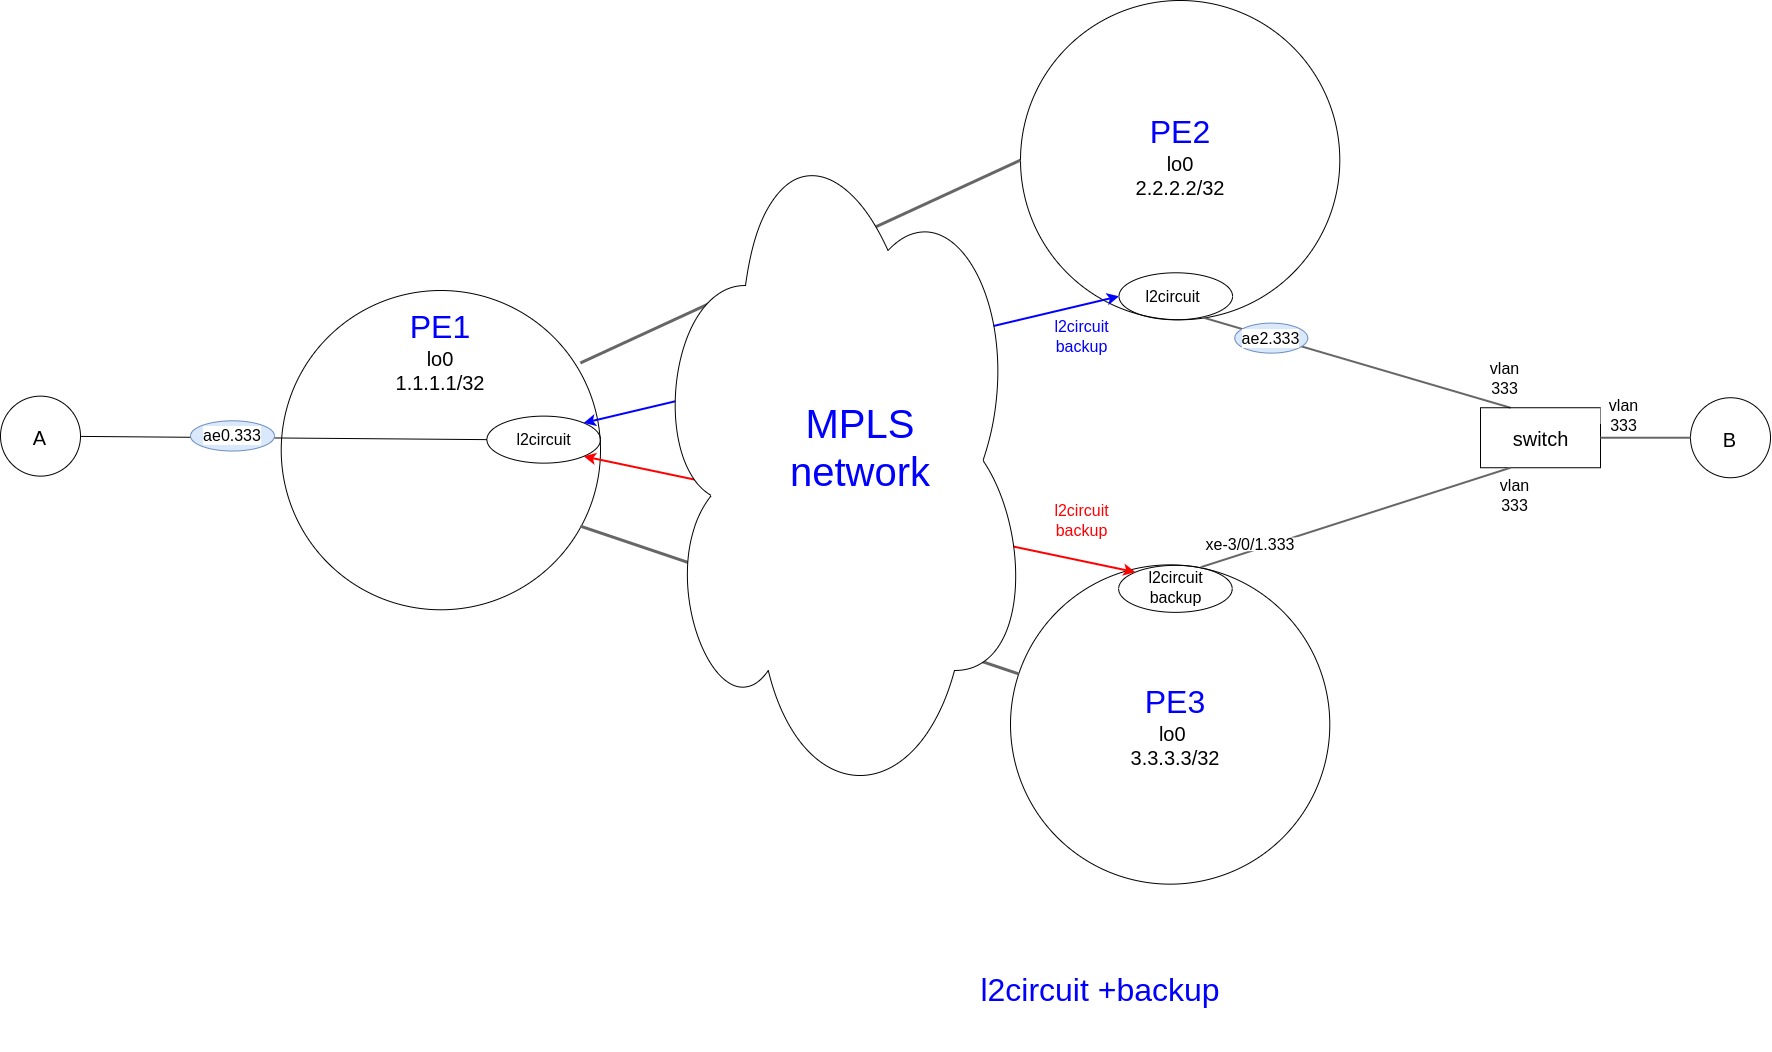 PE2
lo0
2.2.2.2/32
l2circuit
l2circuit
backup
ae2.333
PE1
lo0
1.1.1.1/32
A
ae0.333
l2circuit
MPLS
network
vlan
333
vlan
333
switch
B
vlan
333
l2circuit
backup
xe-3/0/1.333
l2circuit
backup
PE3
lo0
3.3.3.3/32
l2circuit +backup